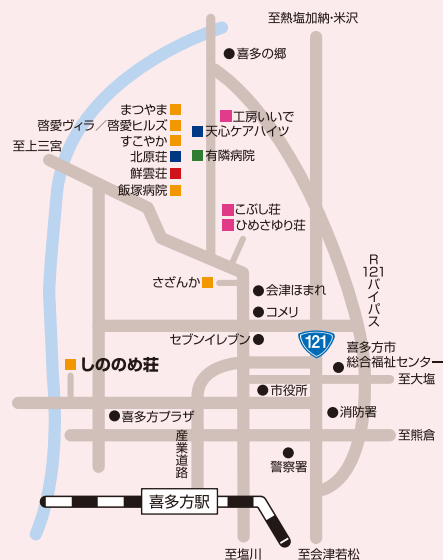 至熱塩加納・米沢
喜多の郷
まつやま
啓愛ヴィラ／啓愛ヒルズ
すこやか
北原荘
鮮雲荘
飯塚病院
工房いいで
天心ケアハイツ
有隣病院
至上三宮
こぶし荘
ひめさゆり荘
さざんか
会津ほまれ
コメリ
セブンイレブン
R
121
バイパス
121
喜多方市
総合福祉センター
しののめ荘
至大塩
市役所
消防署
喜多方プラザ
産業道路
至熊倉
警察署
喜多方駅
至塩川
至会津若松